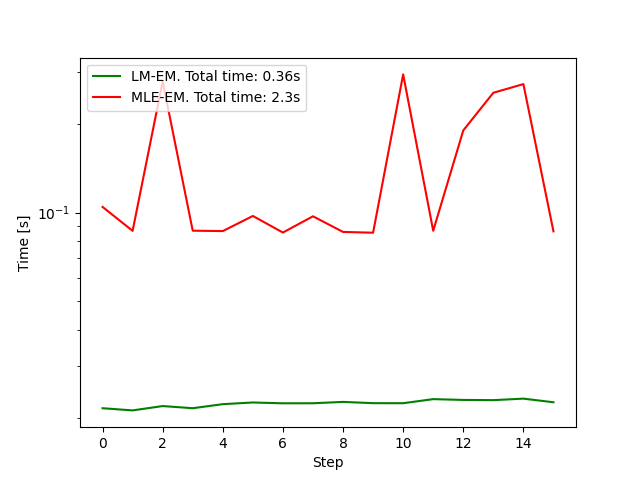 LM-EM. Total time: 0.36s
MLE-EM. Total time: 2.3s
Time [s]
10⁻¹
0 2 4 6 8 10 12 14
Step